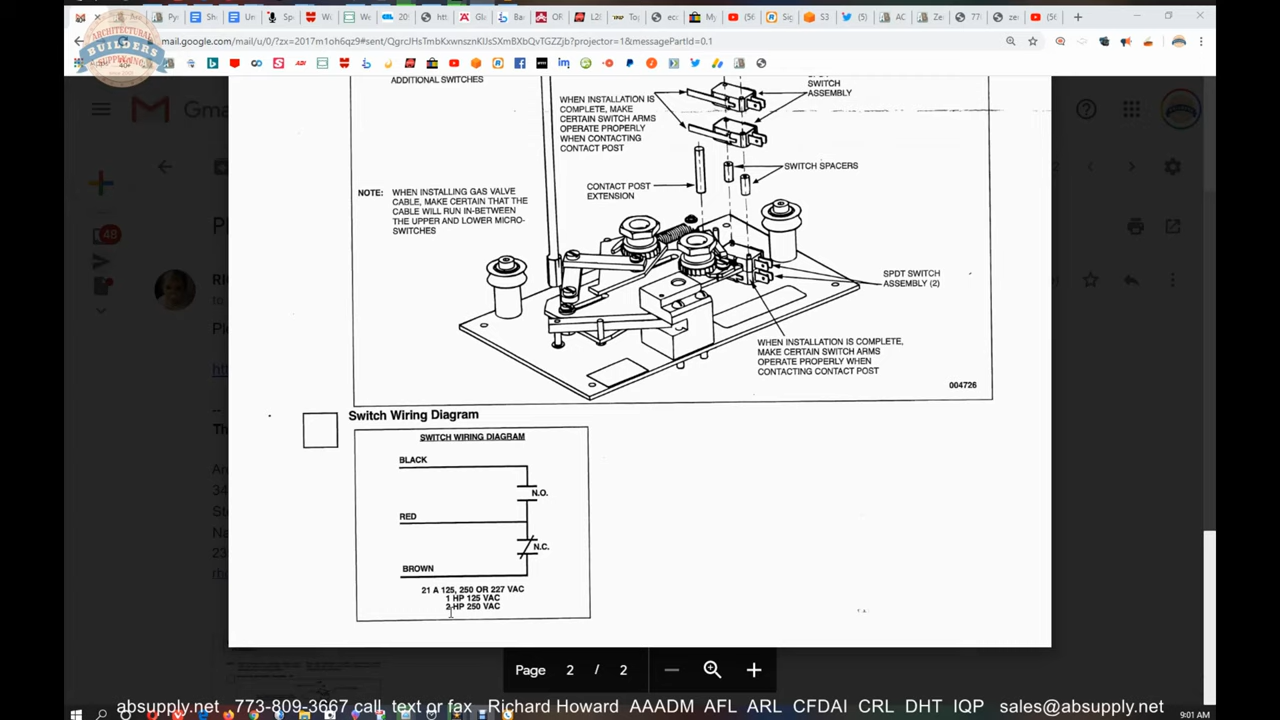 mail.google.com/mail/u/0/?zx=2017m1oh6qz9#sent/QgrcJHsTmbKxwnsznKlJsSXmBXbQvTGZZjb?projector=1&messagePartId=0.1
ARCHITECTURAL
BUILDERS
SUPPLY INC.
Gma
48
ADDITIONAL SWITCHES
SWITCH
ASSEMBLY
WHEN INSTALLATION IS
COMPLETE, MAKE
CERTAIN SWITCH ARMS
OPERATE PROPERLY
WHEN CONTACTING
CONTACT POST
SWITCH SPACERS
CONTACT POST
EXTENSION
NOTE: WHEN INSTALLING GAS VALVE
CABLE, MAKE CERTAIN THAT THE
CABLE WILL RUN IN-BETWEEN
THE UPPER AND LOWER MICRO-
SWITCHES
SPDT SWITCH
ASSEMBLY (2)
WHEN INSTALLATION IS COMPLETE,
MAKE CERTAIN SWITCH ARMS
OPERATE PROPERLY WHEN
CONTACTING CONTACT POST
004726
Switch Wiring Diagram
SWITCH WIRING DIAGRAM
BLACK
N.O.
RED
N.C.
BROWN
21 A 125, 250 OR 227 VAC
1 HP 125 VAC
2 HP 250 VAC
Page 2 / 2
absupply.net .773-809-3667 call, text or fax Richard Howard AAADM AFL ARL CFDAI CRL DHT IQP sales@absupply.net
9:01 AM